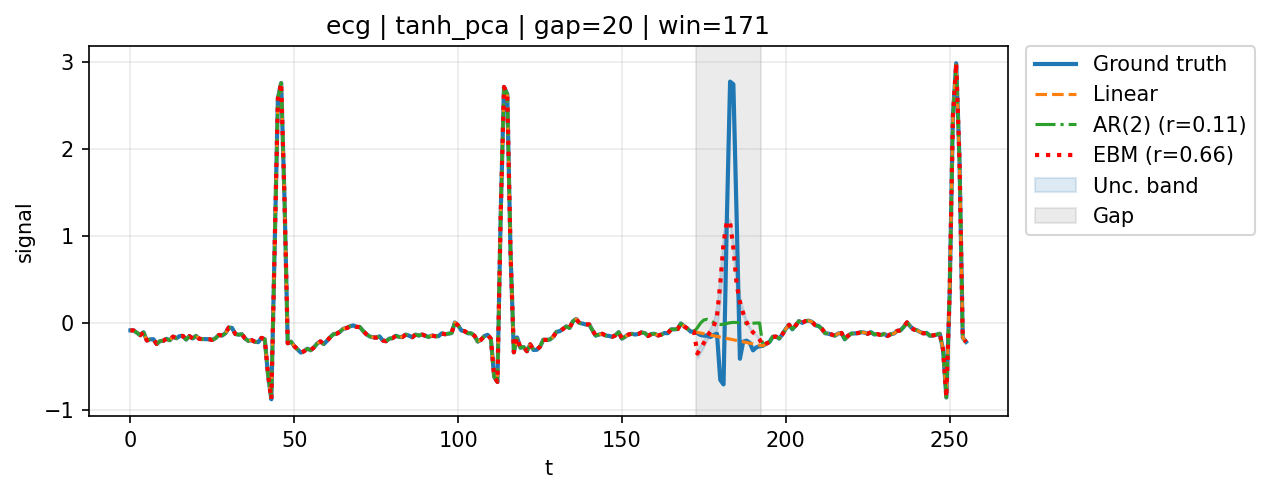 ecg | tanh_pca | gap=20 | win=171
3
2
1
0
−1
signal
0
50
100
150
200
250
t
Ground truth
Linear
AR(2) (r=0.11)
EBM (r=0.66)
Unc. band
Gap